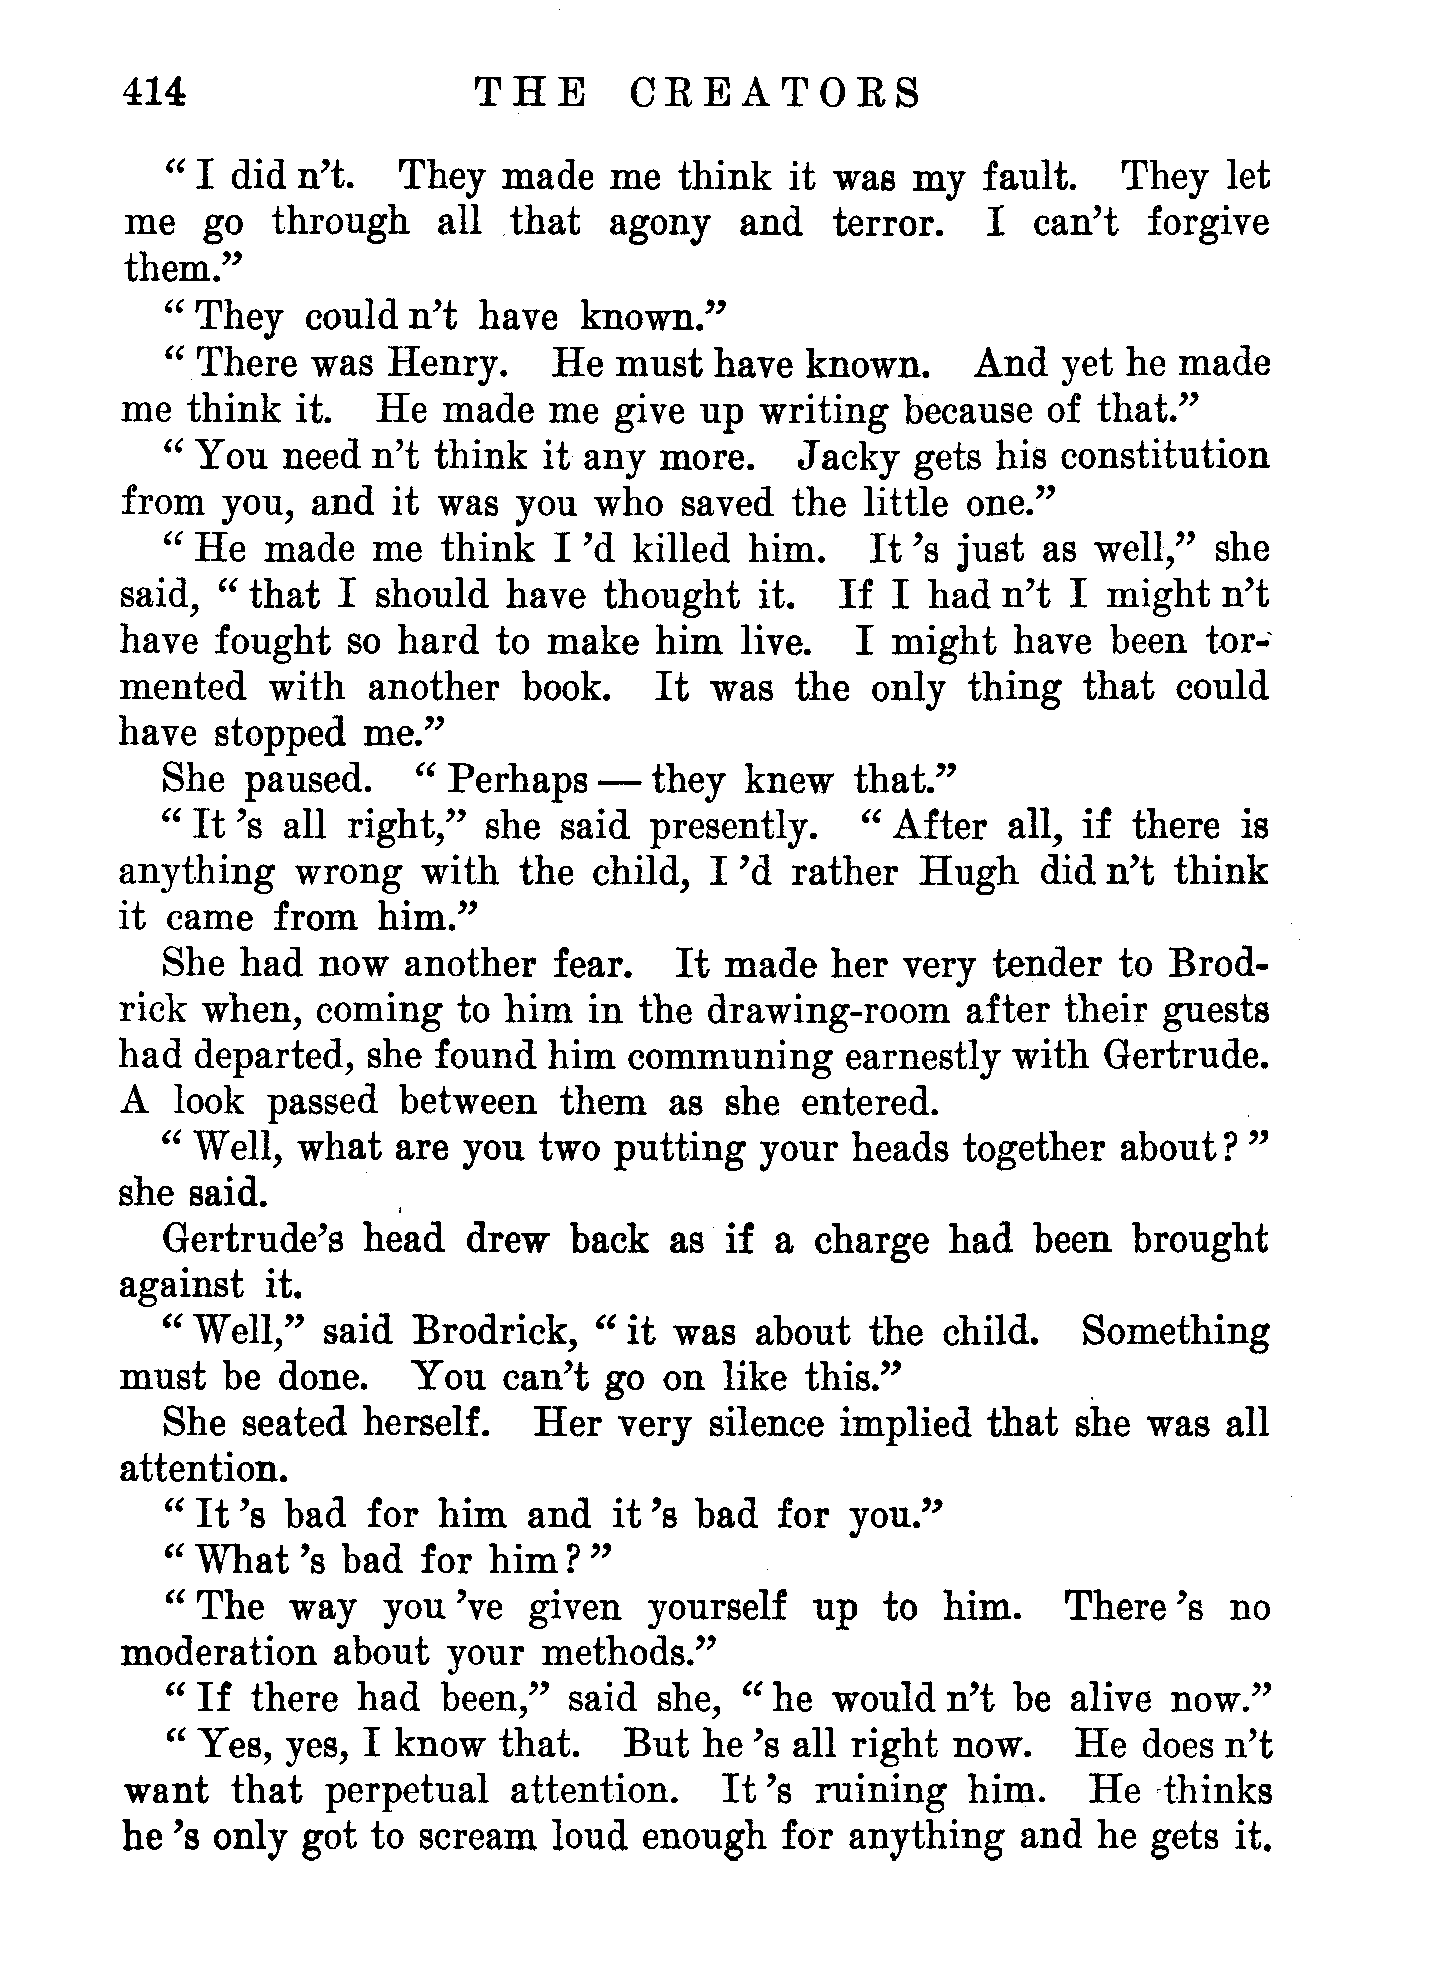 414 THE CREATORS
“ I did n’t. They made me think it was my fault. They let
me go through all that agony and terror. I can’t forgive
them.”
“ They could n’t have known.”
“ There was Henry. He must have known. And yet he made
me think it. He made me give up writing because of that.”
“ You need n’t think it any more. Jacky gets his constitution
from you, and it was you who saved the little one.”
“ He made me think I ’d killed him. It ’s just as well,” she
said, “ that I should have thought it. If I had n’t I might n’t
have fought so hard to make him live. I might have been tor-
mented with another book. It was the only thing that could
have stopped me.”
She paused. “ Perhaps — they knew that.”
“ It ’s all right,” she said presently. “ After all, if there is
anything wrong with the child, I ’d rather Hugh did n’t think
it came from him.”
She had now another fear. It made her very tender to Brod-
rick when, coming to him in the drawing-room after their guests
had departed, she found him communing earnestly with Gertrude.
A look passed between them as she entered.
“ Well, what are you two putting your heads together about? ”
she said.
Gertrude’s head drew back as if a charge had been brought
against it.
“ Well,” said Brodrick, “ it was about the child. Something
must be done. You can’t go on like this.”
She seated herself. Her very silence implied that she was all
attention.
“ It ’s bad for him and it ’s bad for you.”
“ What ’s bad for him? ”
“ The way you ’ve given yourself up to him. There ’s no
moderation about your methods.”
“ If there had been,” said she, “ he would n’t be alive now.”
“ Yes, yes, I know that. But he ’s all right now. He does n’t
want that perpetual attention. It ’s ruining him. He thinks
he ’s only got to scream loud enough for anything and he gets it.